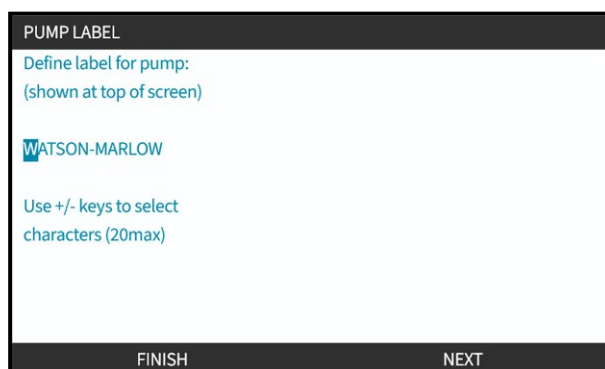 PUMP LABEL
Define label for pump:
(shown at top of screen)
WATSON-MARLOW
Use +/- keys to select
characters (20max)
FINISH NEXT